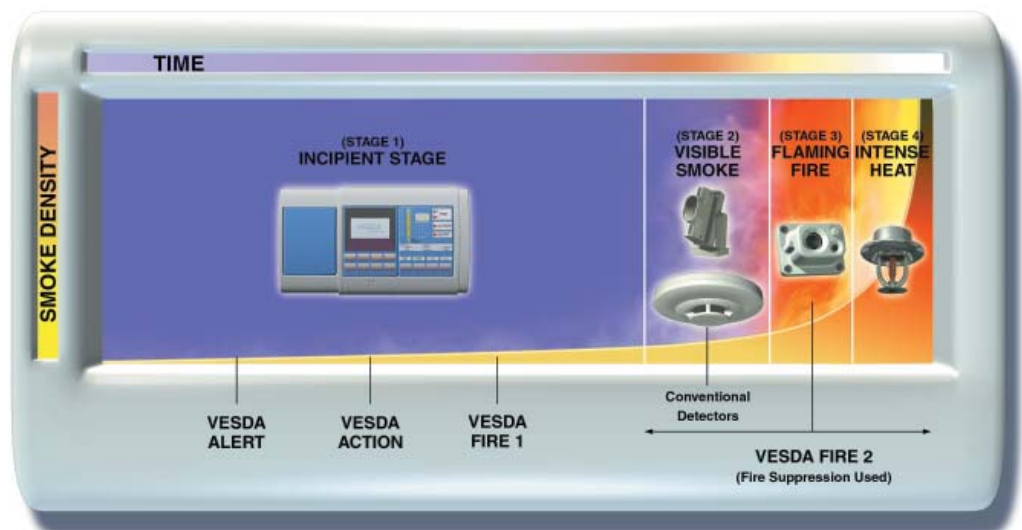 TIME
SMOKE DENSITY
(STAGE 1)
INCIPIENT STAGE
(STAGE 2)
VISIBLE
SMOKE
(STAGE 3)
FLAMING
FIRE
(STAGE 4)
INTENSE
HEAT
VESDA
ALERT
VESDA
ACTION
VESDA
FIRE 1
Conventional
Detectors
VESDA FIRE 2
(Fire Suppression Used)